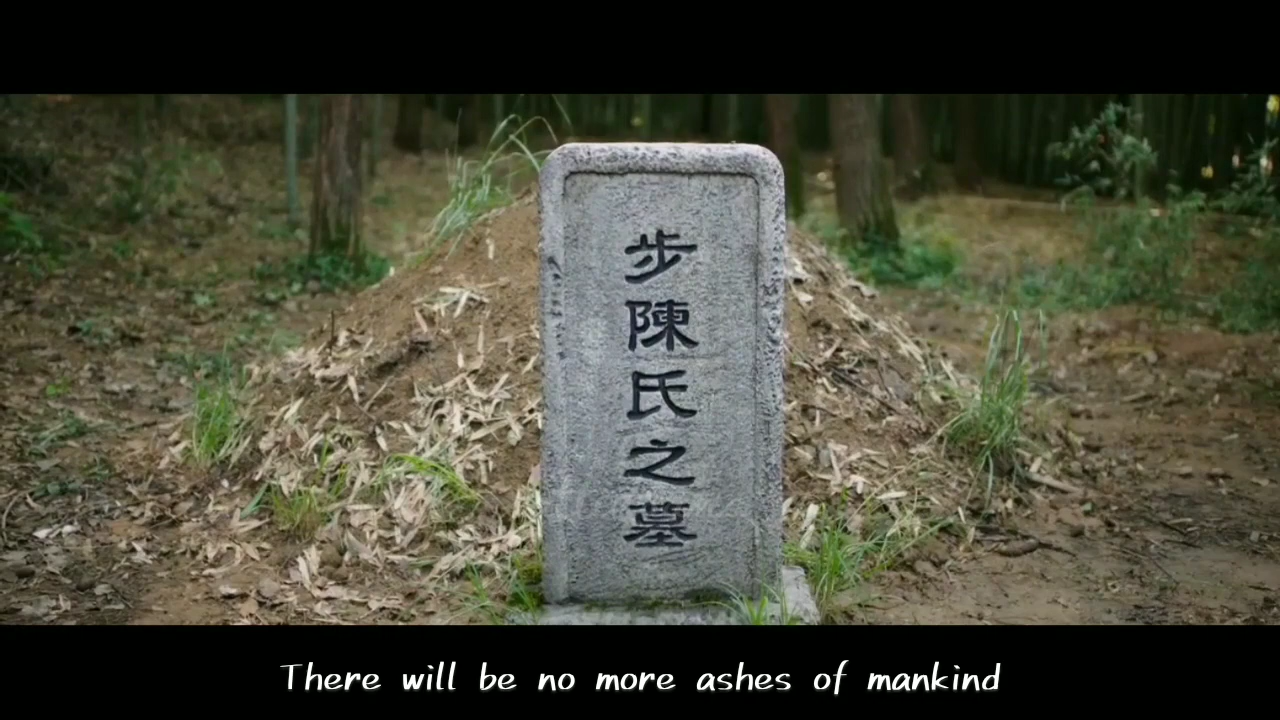 步陳氏之墓
There will be no more ashes of mankind